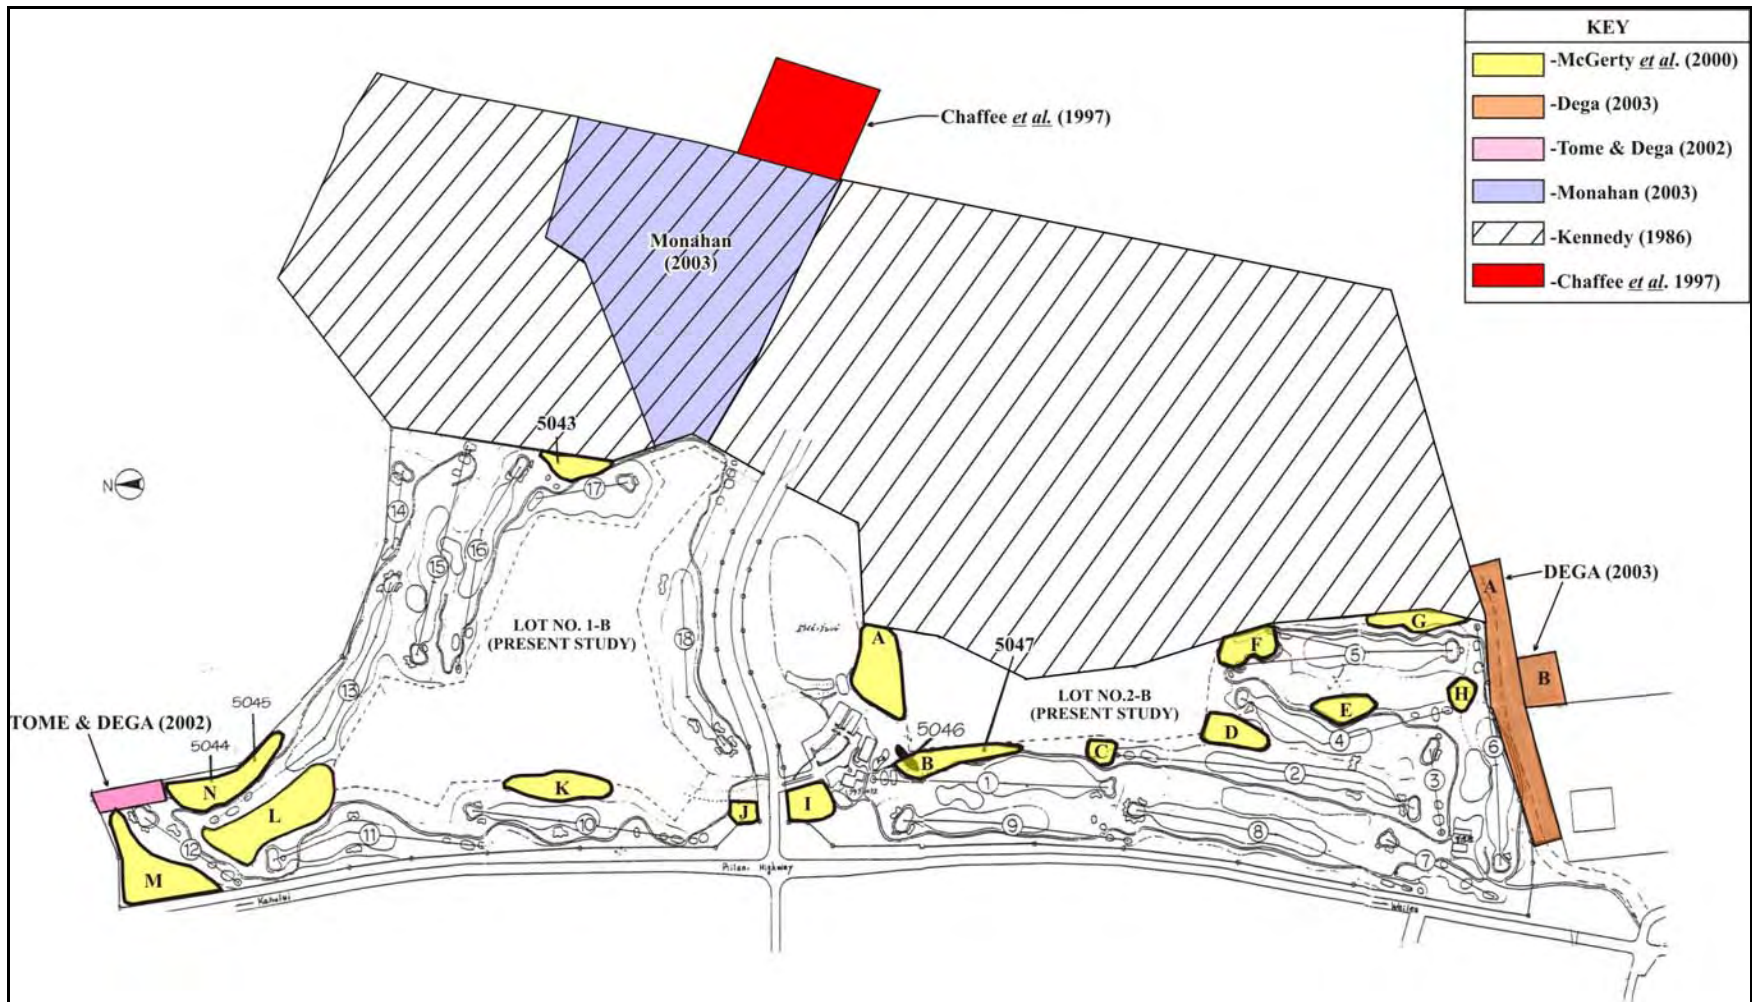 KEY
-McGerty et al. (2000)
-Dega (2003)
-Tome & Dega (2002)
-Monahan (2003)
-Kennedy (1986)
-Chaffee et al. 1997)
Chaffee et al. (1997)
Monahan
(2003)
5043
N
17
14
16
15
18
LOT NO. 1-B
(PRESENT STUDY)
13
A
DEGA (2003)
B
A
5047
G
F
5
LOT NO.2-B
(PRESENT STUDY)
H
E
D
4
6
C
5046
B
1
2
3
TOME & DEGA (2002)
5045
5044
N
L
K
J
I
12
11
10
9
8
7
M
Piilani Highway
Kahului
Wailea